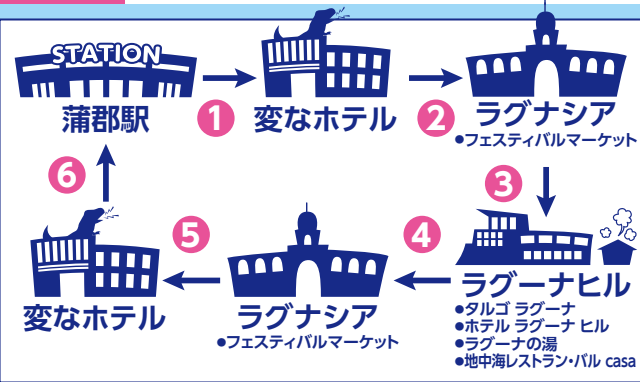 STATION
蒲郡駅
1
変なホテル
2
ラグナシア
●フェスティバルマーケット
3
ラグーナヒル
●タルゴ ラグーナ
●ホテル ラグーナ ヒル
●ラグーナの湯
●地中海レストラン・バル casa
4
ラグナシア
●フェスティバルマーケット
5
変なホテル
6